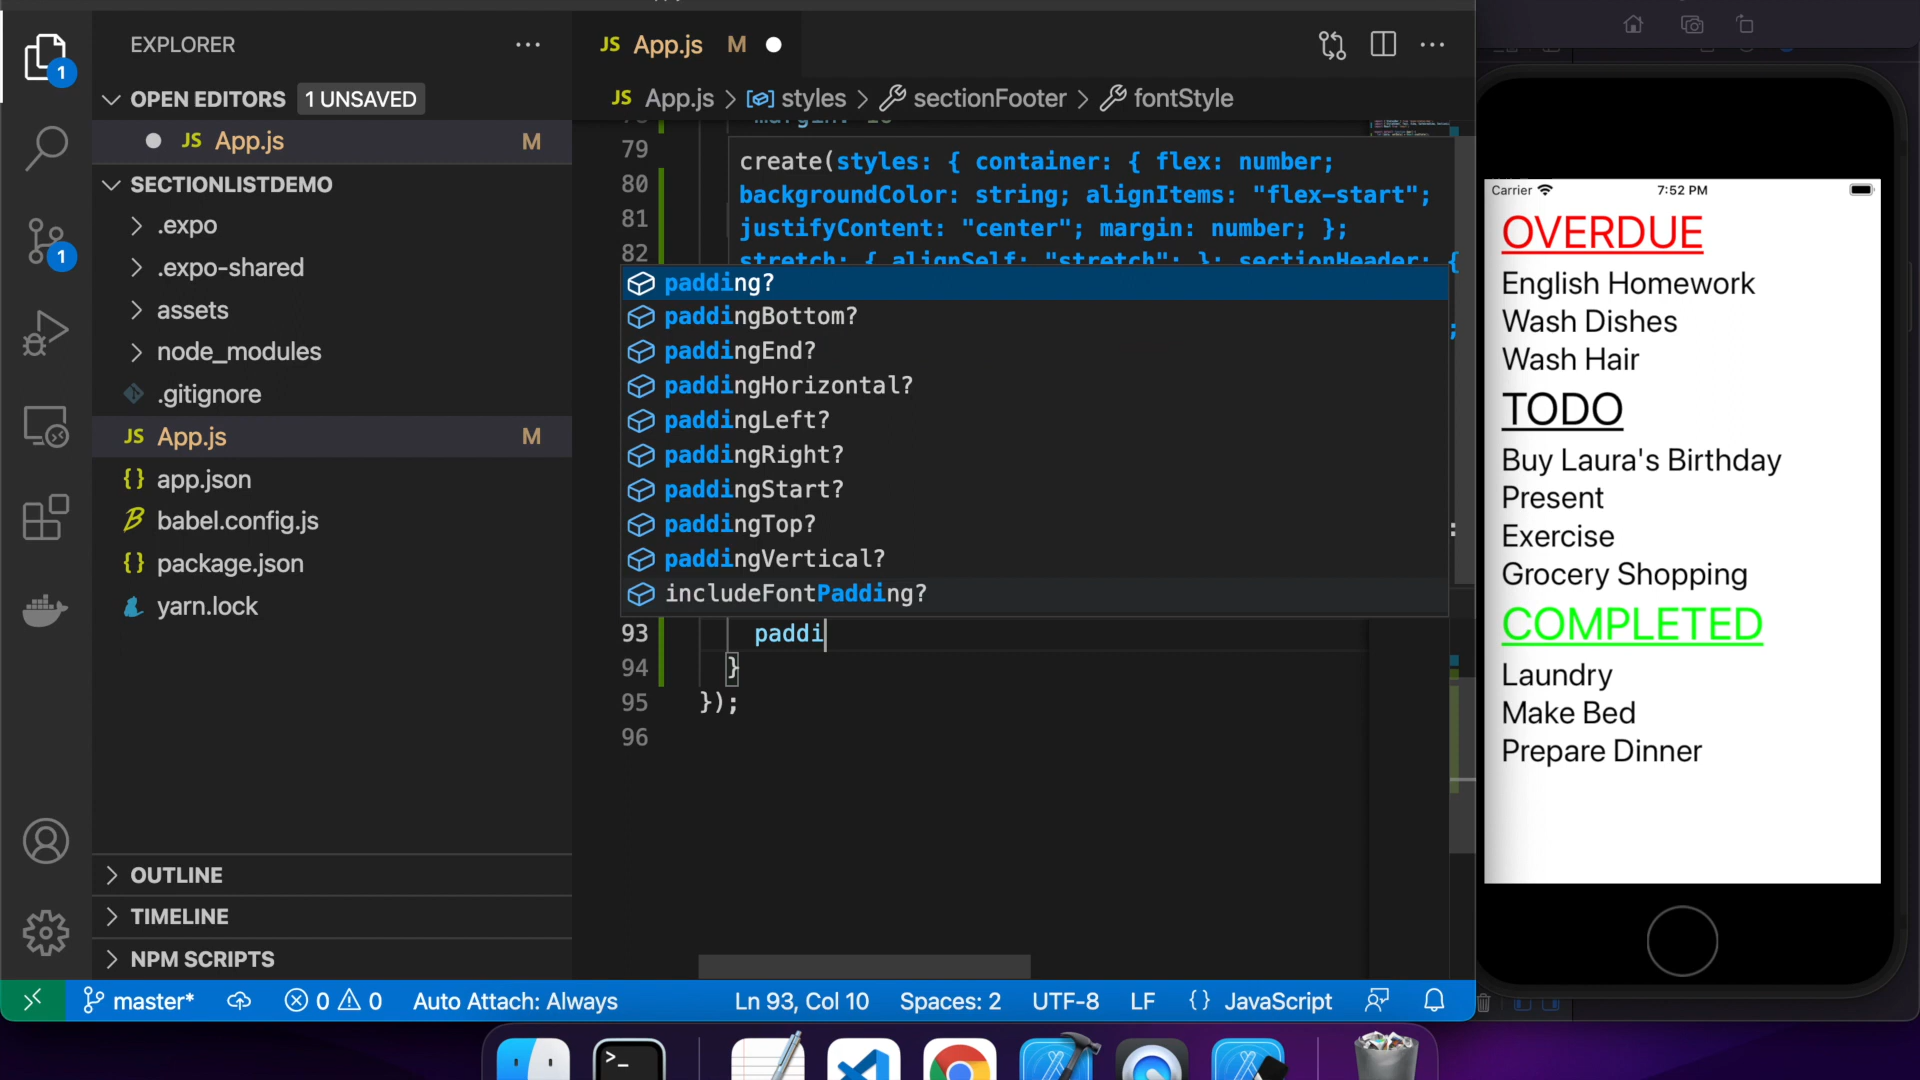 EXPLORER
OPEN EDITORS 1 UNSAVED
JS App.js M
SECTIONLISTDEMO
.expo
.expo-shared
assets
node_modules
.gitignore
JS App.js M
{} app.json
babel.config.js
{} package.json
yarn.lock
OUTLINE
TIMELINE
NPM SCRIPTS
1
1
JS App.js M
JS App.js > styles > sectionFooter > fontStyle
79
80
81
82
create(styles: { container: { flex: number;
backgroundColor: string; alignItems: "flex-start";
justifyContent: "center"; margin: number; };
stretch: { alignSelf: "stretch"; }; sectionHeader: {
padding?
paddingBottom?
paddingEnd?
paddingHorizontal?
paddingLeft?
paddingRight?
paddingStart?
paddingTop?
paddingVertical?
includeFontPadding?
93 paddi
94 }
95 });
96
master* 0 0 Auto Attach: Always Ln 93, Col 10 Spaces: 2 UTF-8 LF {} JavaScript
Carrier 7:52 PM
OVERDUE
English Homework
Wash Dishes
Wash Hair
TODO
Buy Laura's Birthday
Present
Exercise
Grocery Shopping
COMPLETED
Laundry
Make Bed
Prepare Dinner